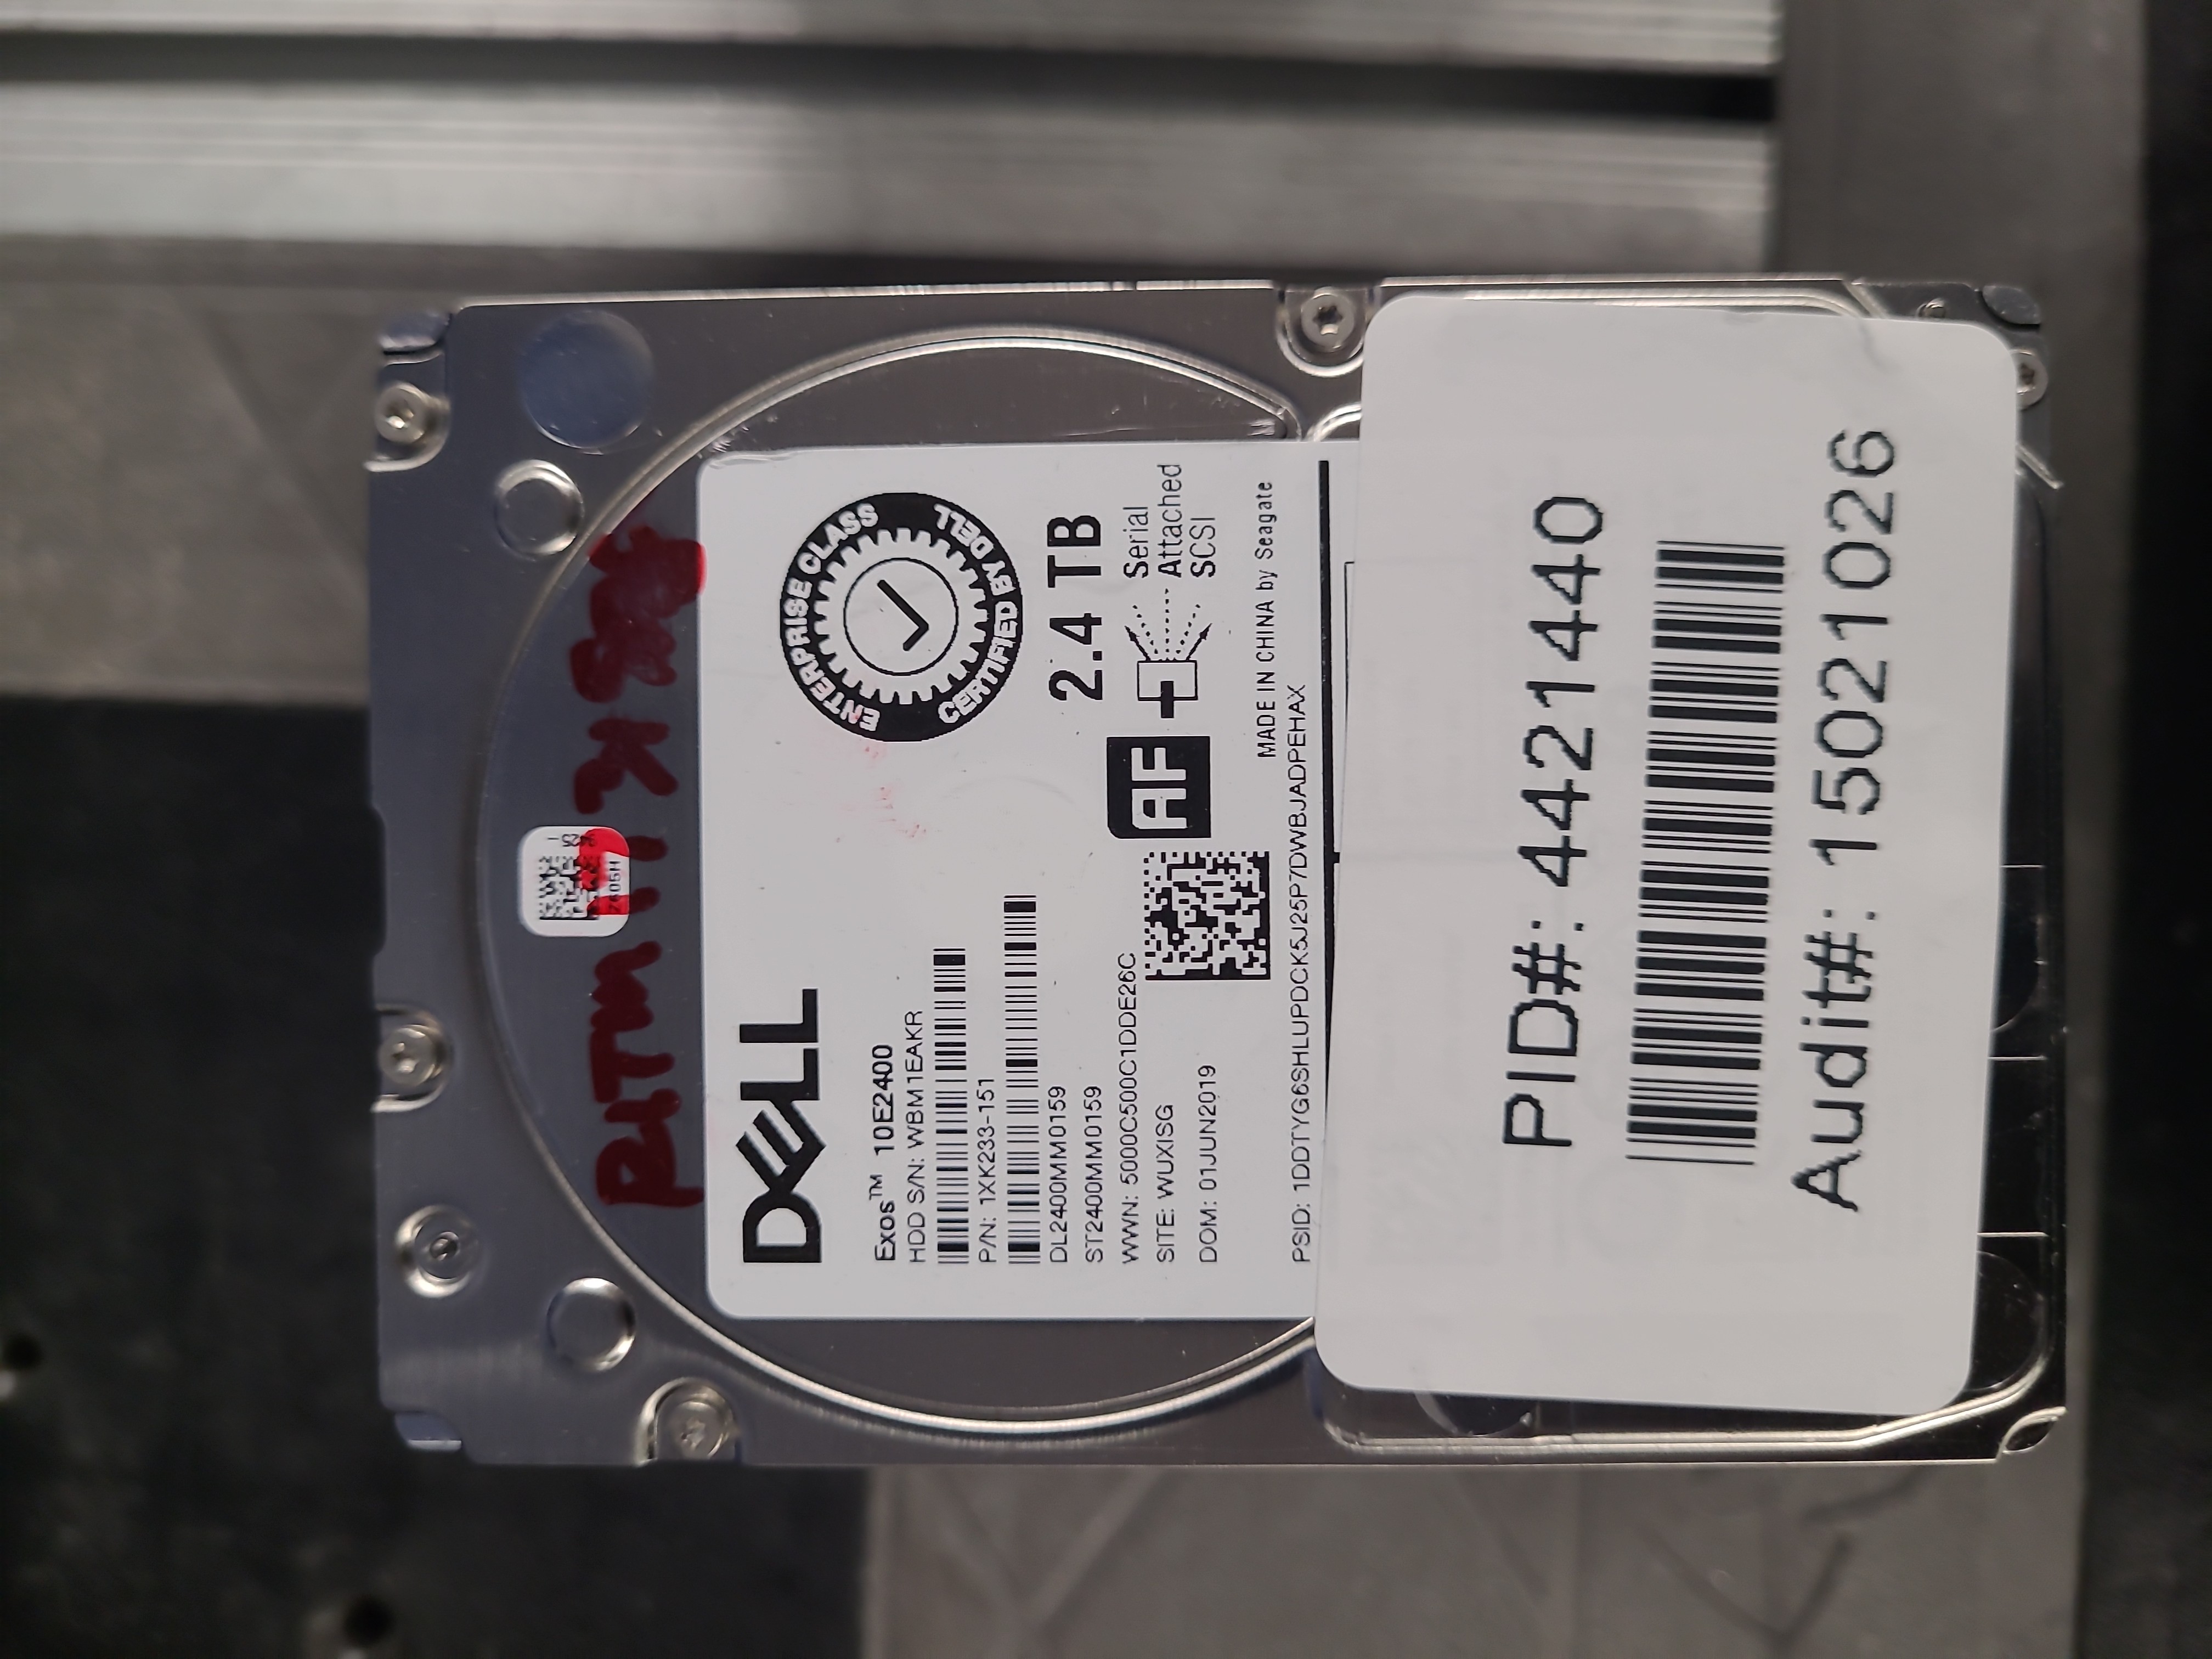 Z605H
DELL
ENTERPRISE CLASS
CERTIFIED BY DELL
Exos™ 10E2400
HDD S/N: WBM1EAKR
P/N: 1XK233-151
DL2400MM0159
ST2400MM0159
WWN: 5000C500C1DDE26C
SITE: WUXISG
DOM: 01JUN2019
2.4 TB
AF
Serial
Attached
SCSI
MADE IN CHINA by Seagate
PSID: 1DDTYG6SHLUPDCK5J25P7DWBJADPEHAX
PID#: 4421440
Audit#: 15021026